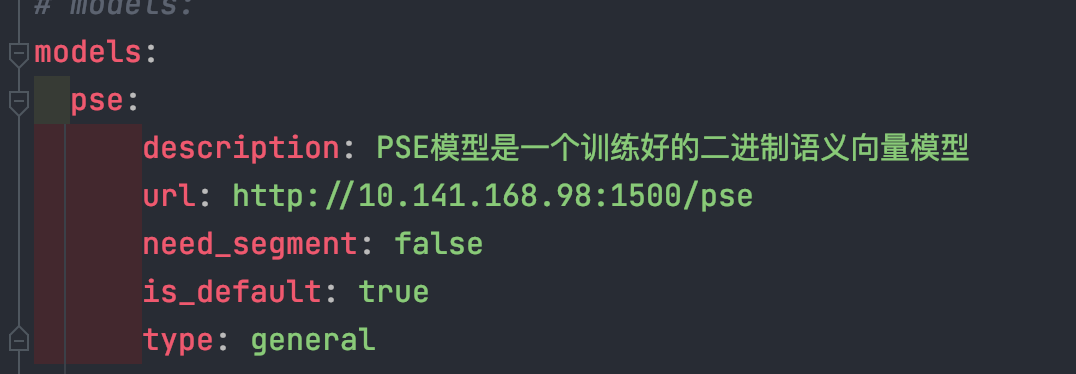 # models:
models:
pse:
description: PSE模型是一个训练好的二进制语义向量模型
url: http://10.141.168.98:1500/pse
need_segment: false
is_default: true
type: general